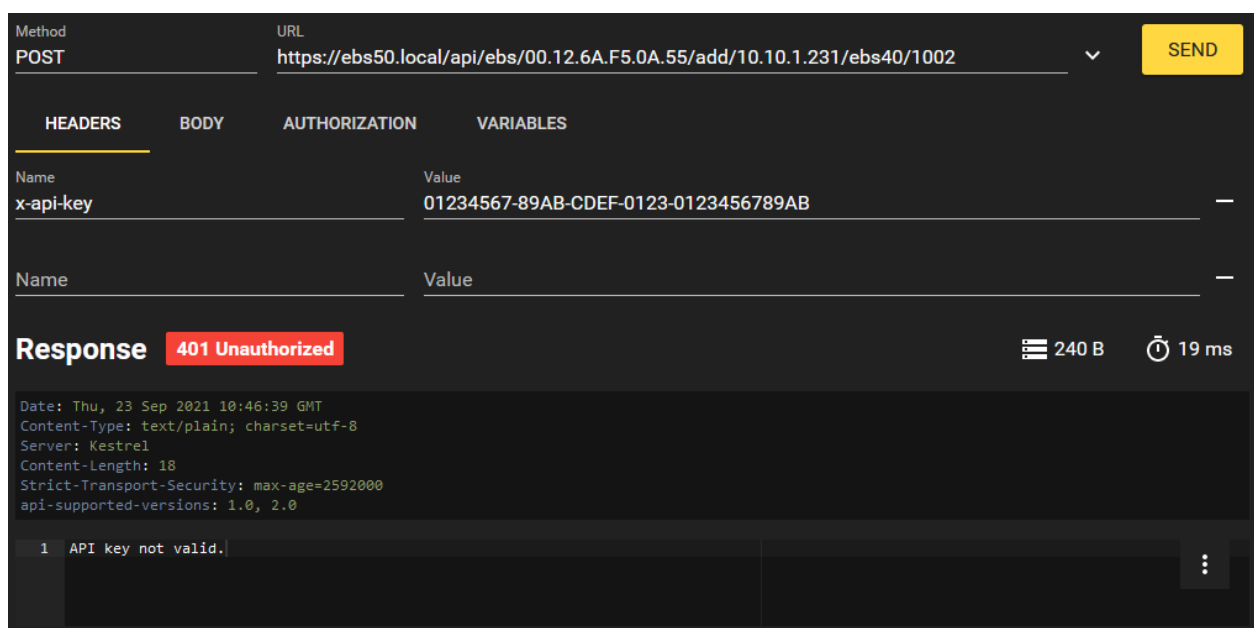 Method
POST
URL
https://ebs50.local/api/ebs/00.12.6A.F5.0A.55/add/10.10.1.231/ebs40/1002
SEND
HEADERS BODY AUTHORIZATION VARIABLES
Name Value
x-api-key 01234567-89AB-CDEF-0123-0123456789AB
Name Value
Response 401 Unauthorized 240 B 19 ms
Date: Thu, 23 Sep 2021 10:46:39 GMT
Content-Type: text/plain; charset=utf-8
Server: Kestrel
Content-Length: 18
Strict-Transport-Security: max-age=2592000
api-supported-versions: 1.0, 2.0
1 API key not valid.